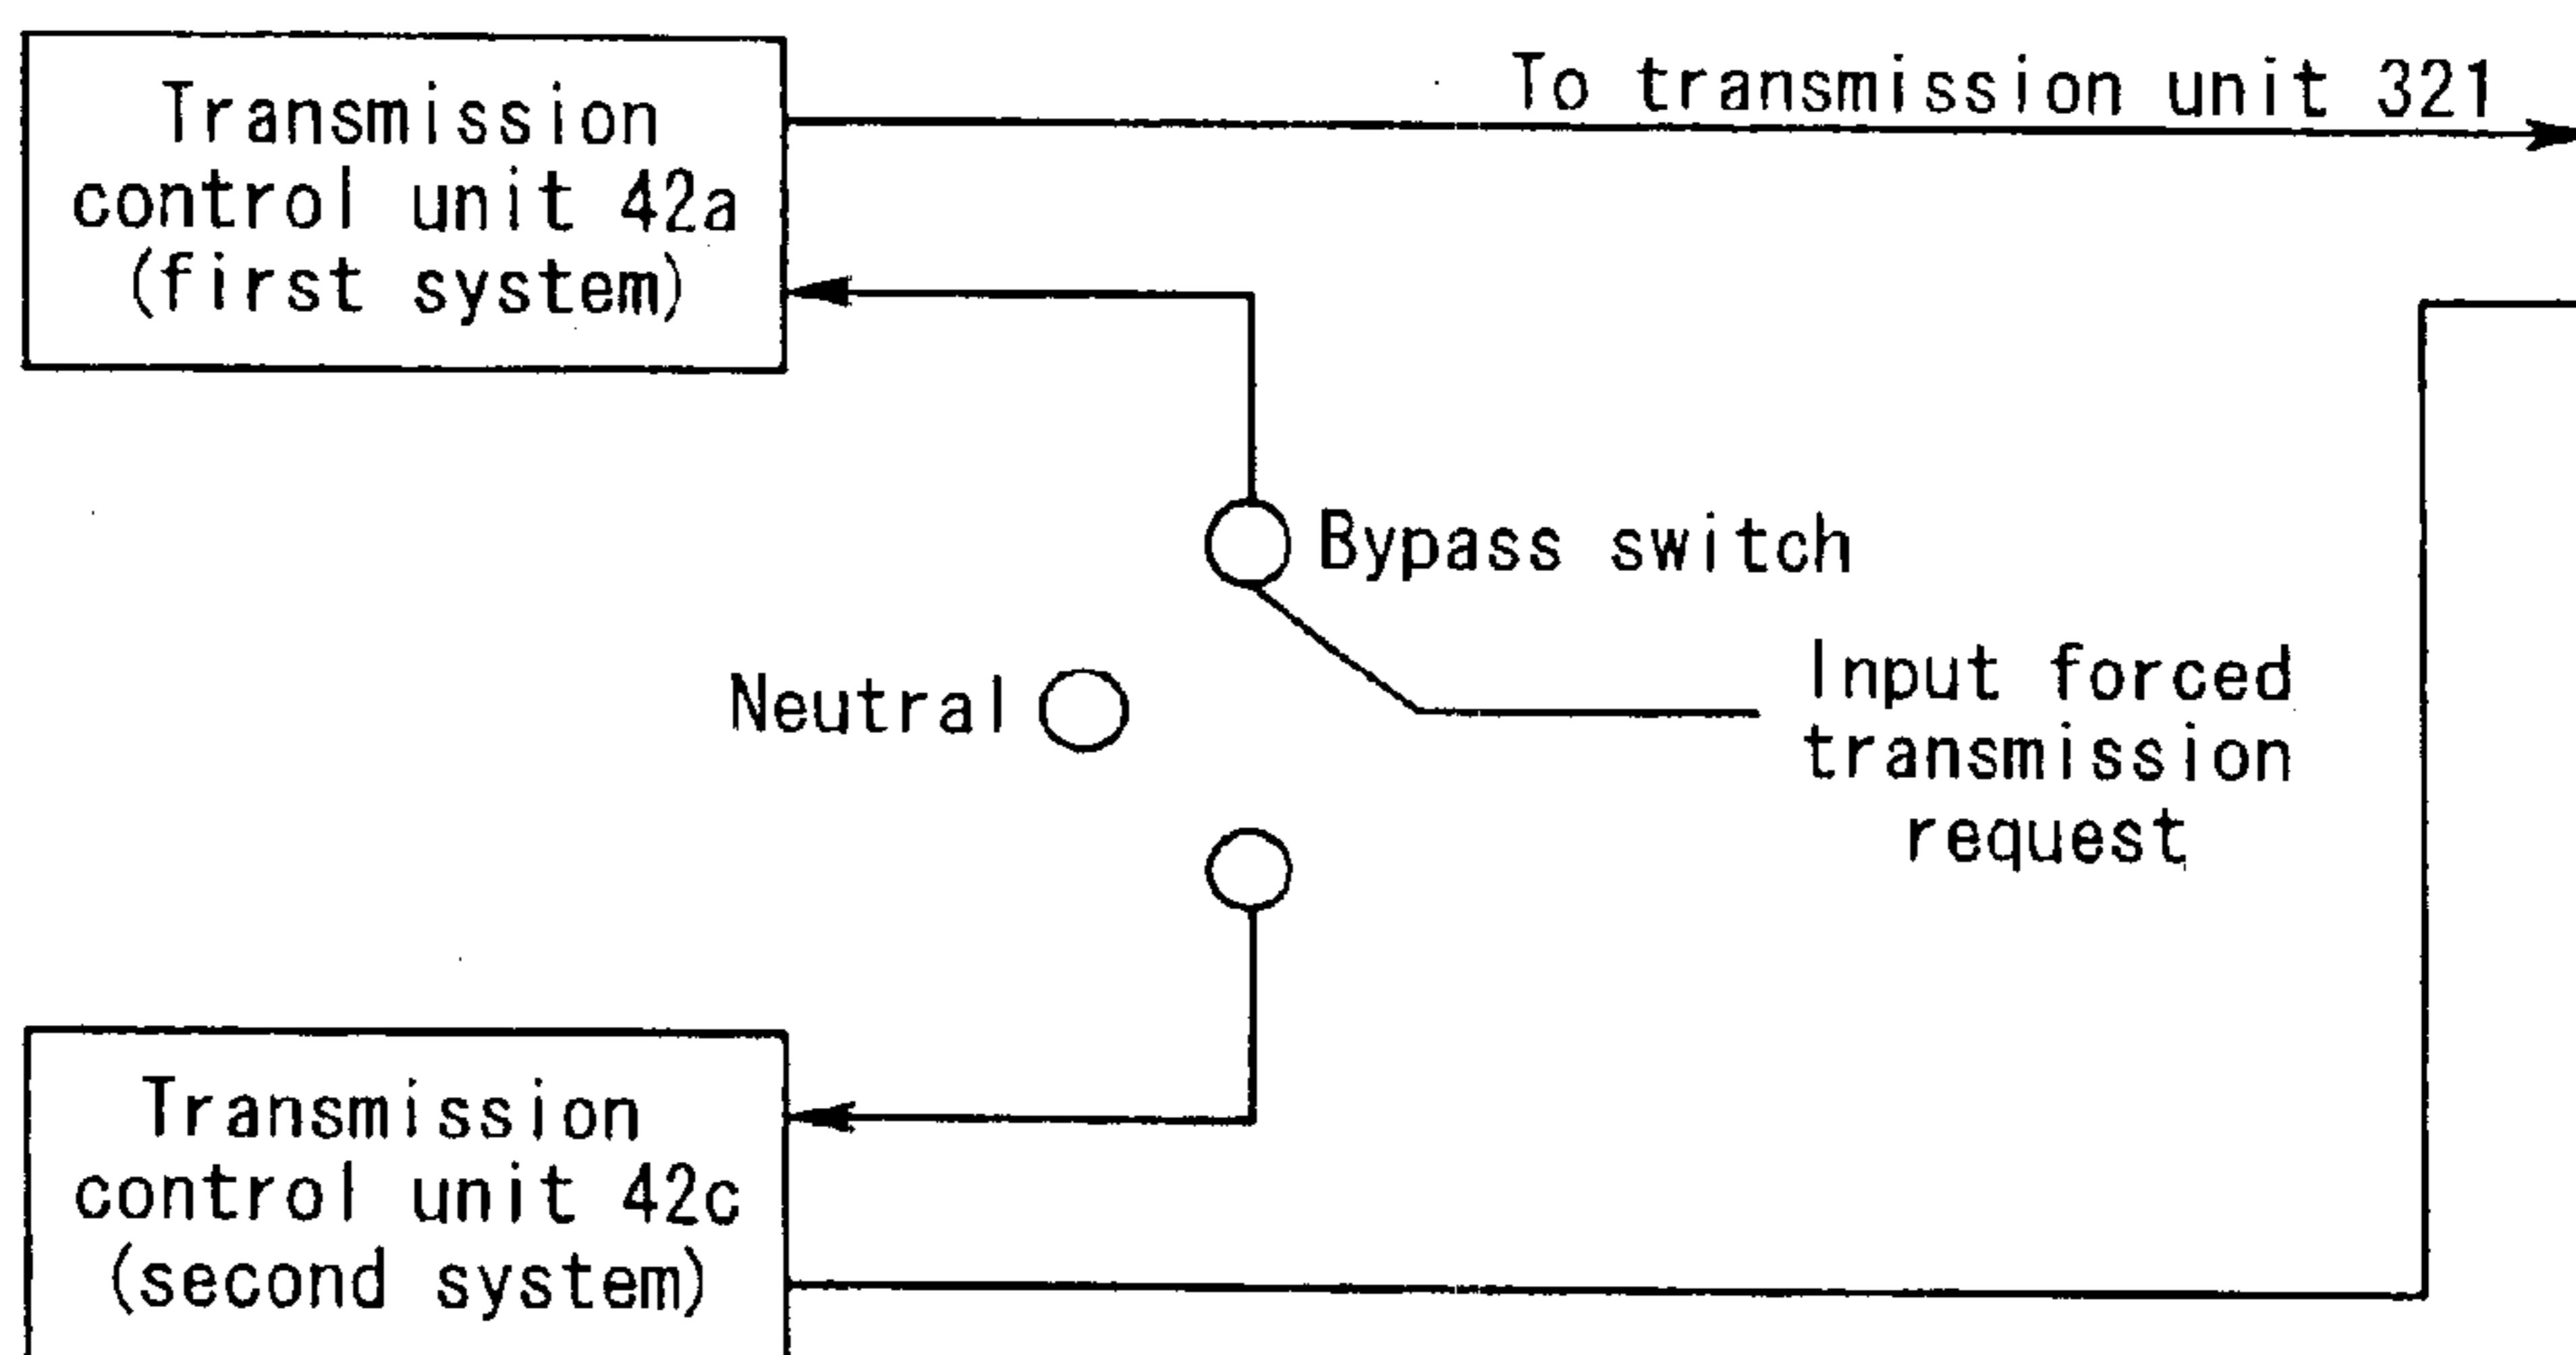 To transmission unit 321
Transmission
control unit 42a
(first system)
Bypass switch
Neutral
Input forced
transmission
request
Transmission
control unit 42c
(second system)